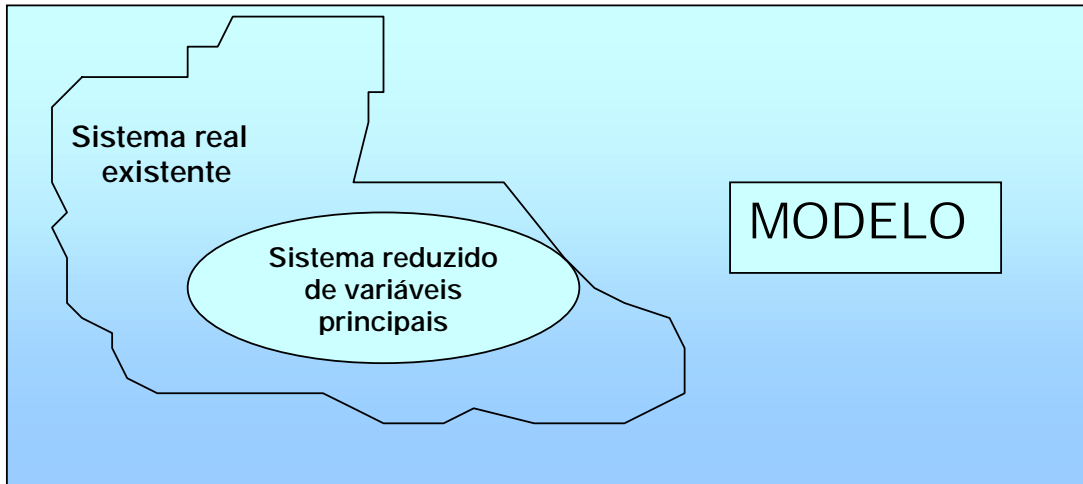 Sistema real
existente
Sistema reduzido
de variáveis
principais
MODELO